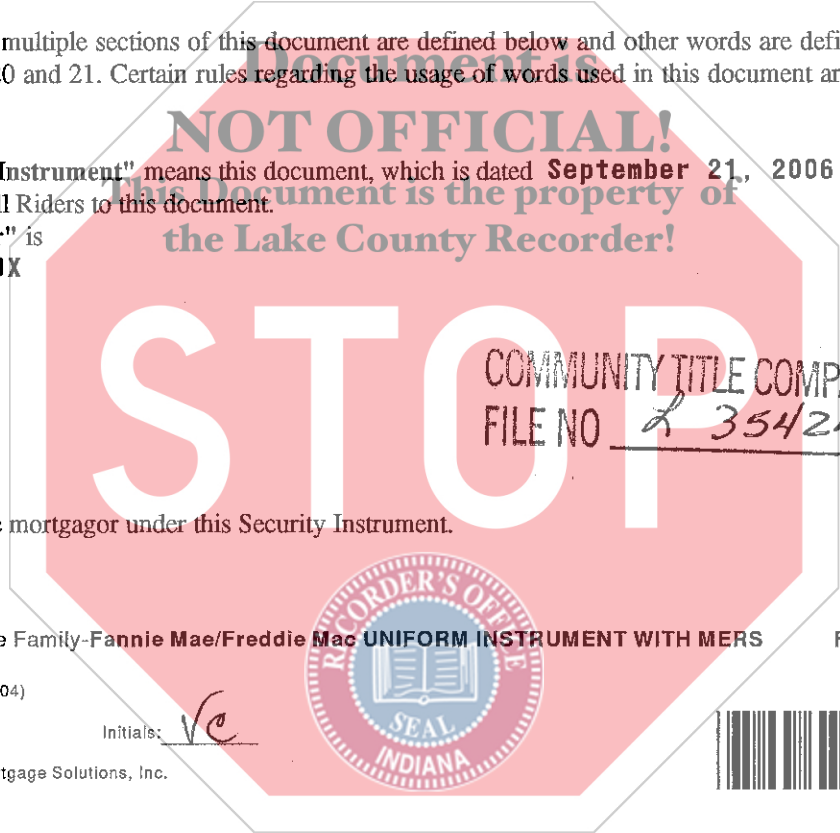 multiple sections of this document are defined below and other words are defi
0 and 21. Certain rules regarding the usage of words used in this document ar
Document is
NOT OFFICIAL!
Instrument" means this document, which is dated September 21, 2006
This Document is the property of
l Riders to this document.
the Lake County Recorder!
" is
X
STOP
COMMUNITY TITLE COMPA
FILE NO 2 3542
mortgagor under this Security Instrument.
RECORDER'S OFFICE
e Family-Fannie Mae/Freddie Mac UNIFORM INSTRUMENT WITH MERS F
04)
Initials: VC
SEAL
INDIANA
tgage Solutions, Inc.